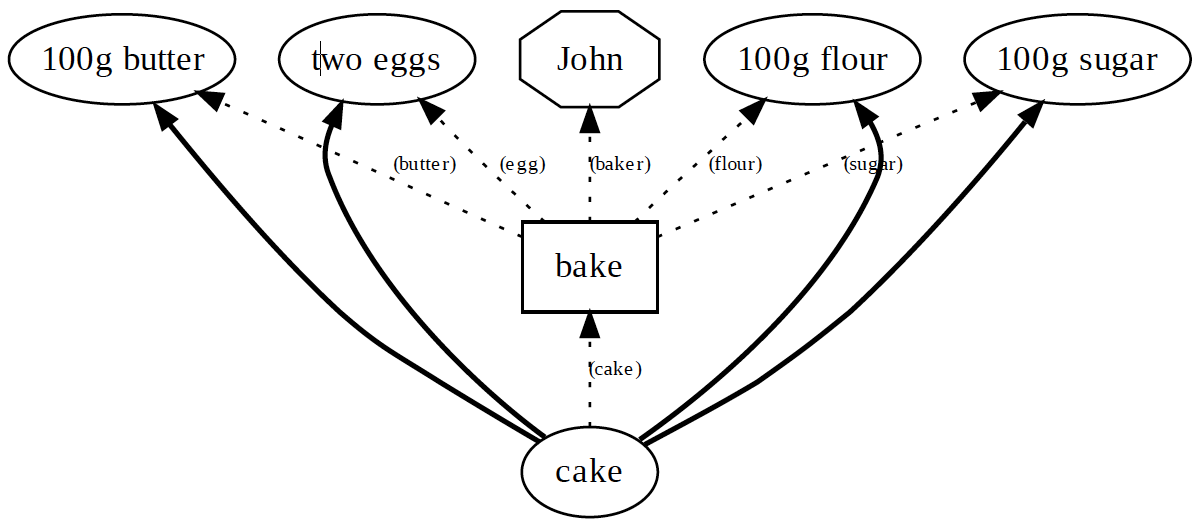 100g butter
two eggs
John
100g flour
100g sugar
(butter)
(egg)
(baker)
(flour)
(sugar)
bake
(cake)
cake